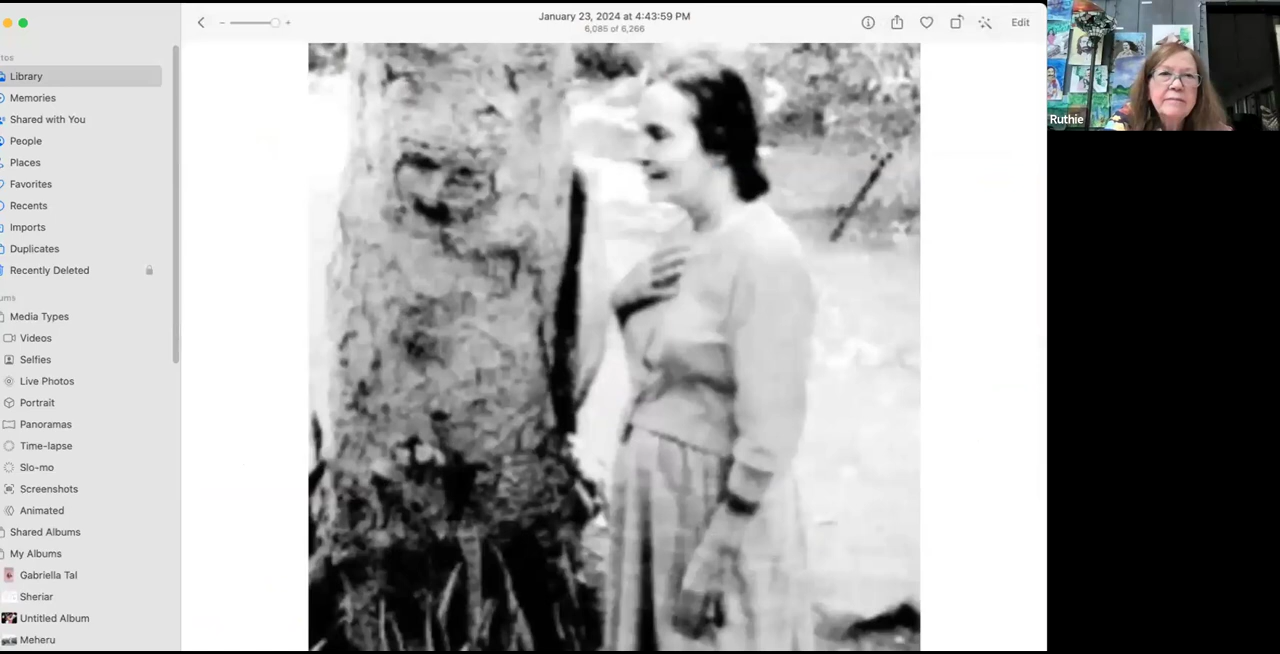 January 23, 2024 at 4:43:59 PM
6,085 of 6,266
Edit
tos
Library
Memories
Shared with You
People
Places
Favorites
Recents
Imports
Duplicates
Recently Deleted
ums
Media Types
Videos
Selfies
Live Photos
Portrait
Panoramas
Time-lapse
Slo-mo
Screenshots
Animated
Shared Albums
My Albums
Gabriella Tal
Sheriar
Untitled Album
Meheru
Ruthie